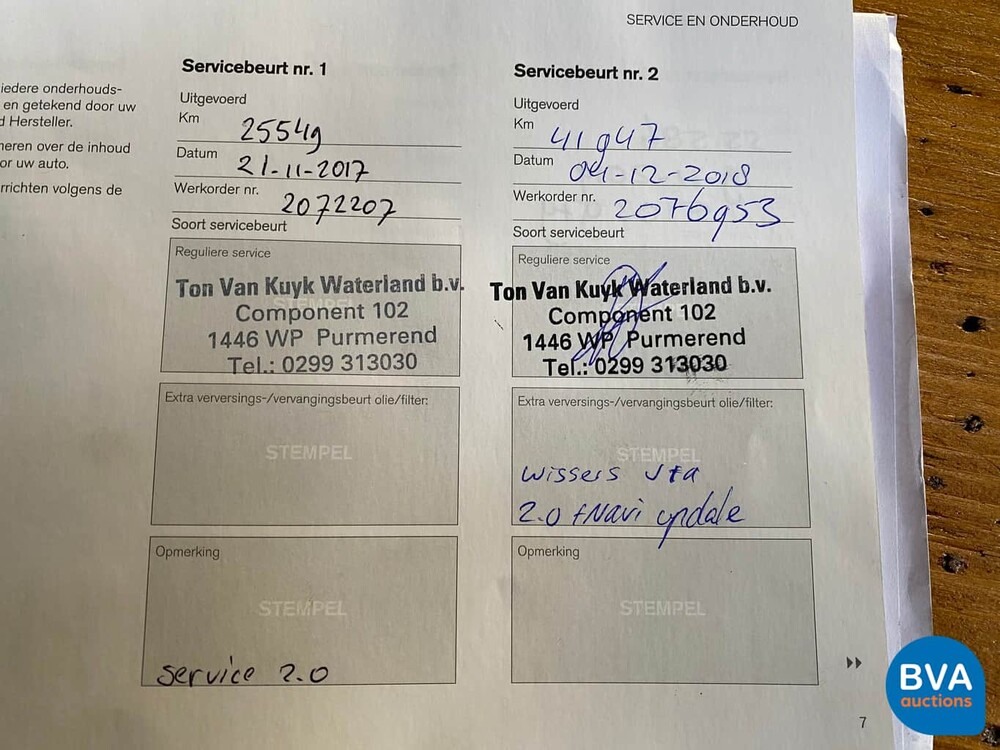 SERVICE EN ONDERHOUD
iedere onderhouds-
en getekend door uw
d Hersteller.
neren over de inhoud
or uw auto.
rrichten volgens de
Servicebeurt nr. 1
Uitgevoerd
Km 25549
Datum 21-11-2017
Werkorder nr. 2072207
Soort servicebeurt
Reguliere service
Ton Van Kuyk Waterland b.v.
Component 102
1446 WP Purmerend
Tel.: 0299 313030
Extra verversings-/vervangingsbeurt olie/filter:
STEMPEL
Opmerking
STEMPEL
service 2.0
Servicebeurt nr. 2
Uitgevoerd
Km 41947
Datum 04-12-2018
Werkorder nr. 2076953
Soort servicebeurt
Reguliere service
Ton Van Kuyk Waterland b.v.
Component 102
1446 WP Purmerend
Tel.: 0299 313030
Extra verversings-/vervangingsbeurt olie/filter:
STEMPEL
wissers V+a
2.0 + Navi update
Opmerking
STEMPEL
7
BVA
auctions